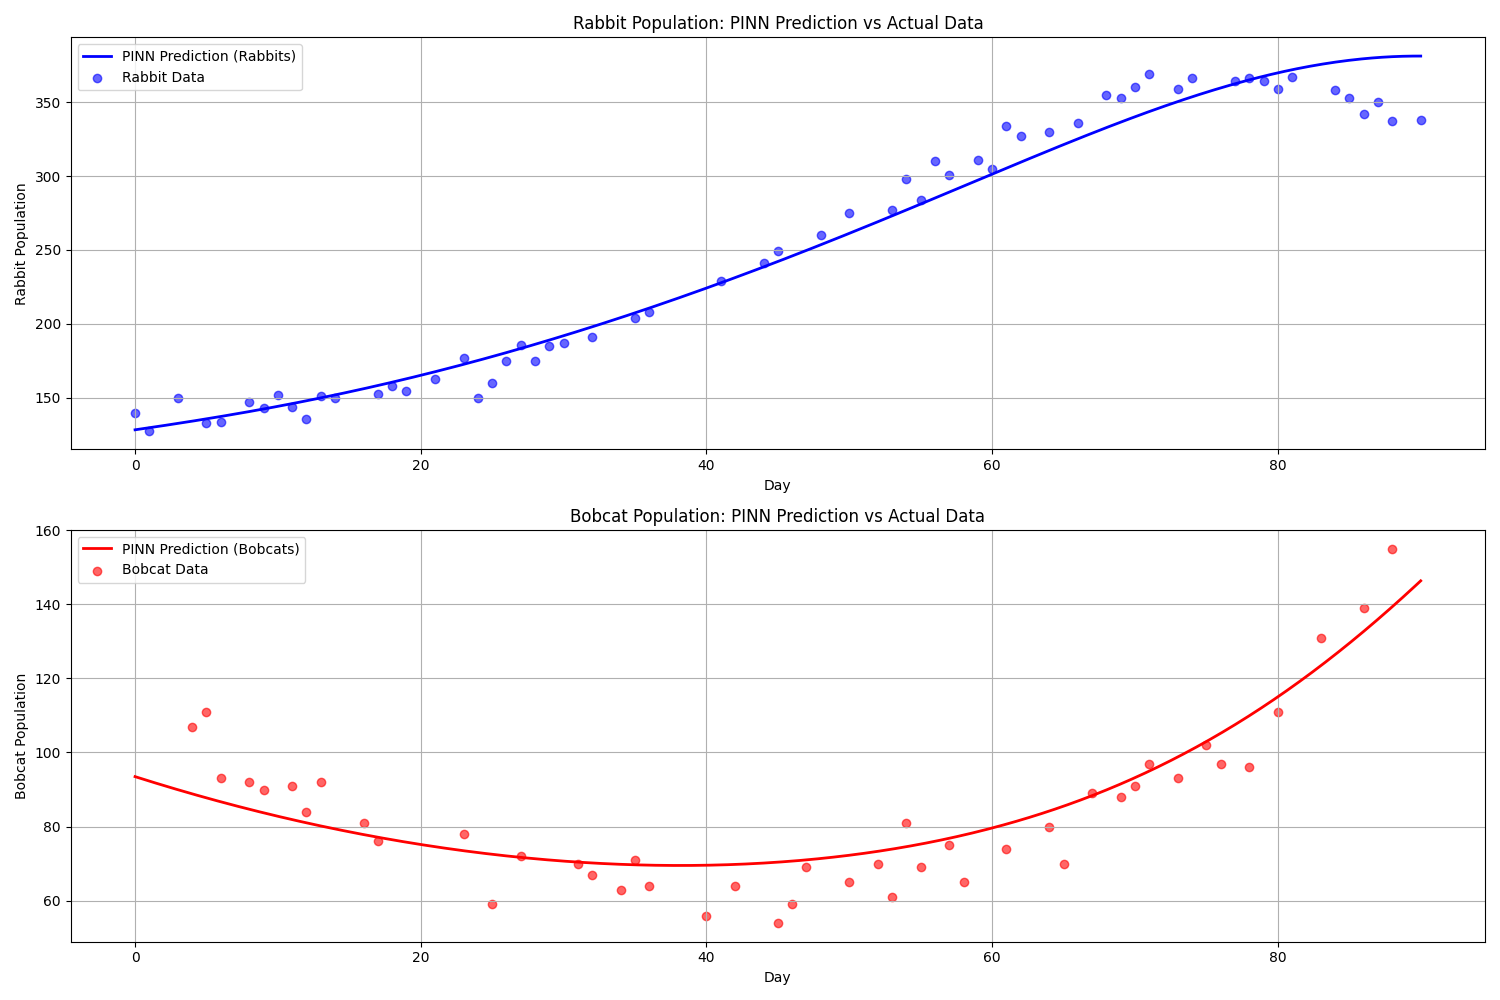 Rabbit Population: PINN Prediction vs Actual Data
PINN Prediction (Rabbits)
Rabbit Data
Rabbit Population
350
300
250
200
150
0 20 40 60 80
Day
Bobcat Population: PINN Prediction vs Actual Data
PINN Prediction (Bobcats)
Bobcat Data
Bobcat Population
160
140
120
100
80
60
0 20 40 60 80
Day